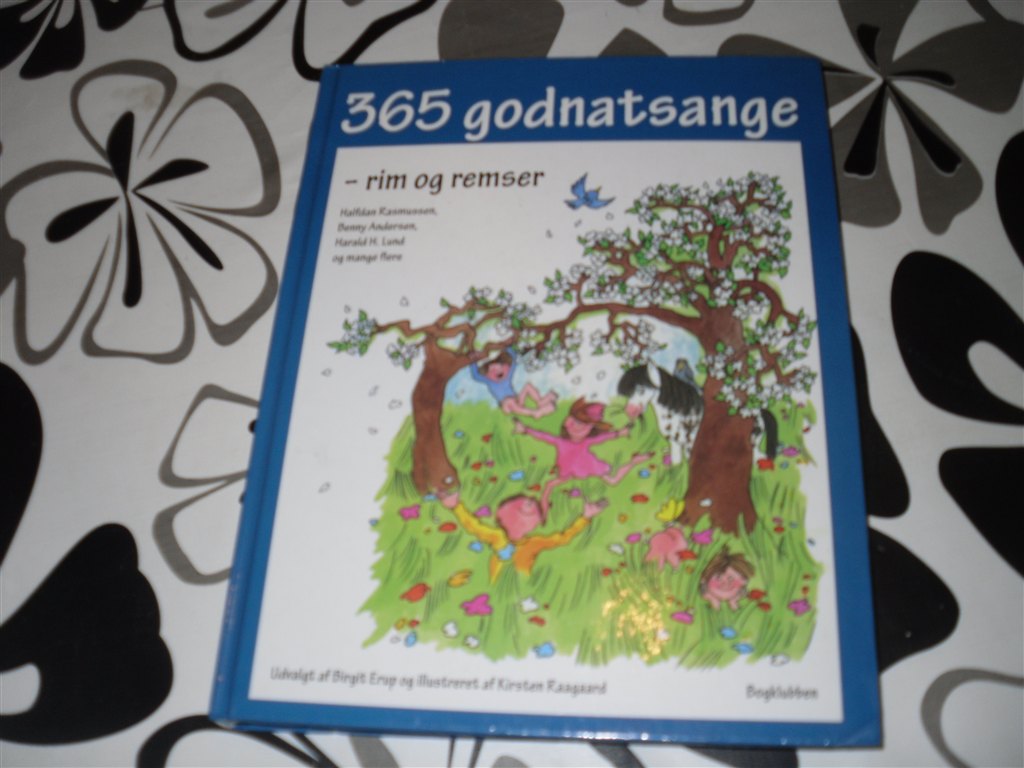 365 godnatsange
- rim og remser
Halfdan Rasmussen,
Benny Andersen,
Harald H. Lund
og mange flere
Udvalgt af Birgit Erup og illustreret af Kirsten Raagaard
Bogklubben